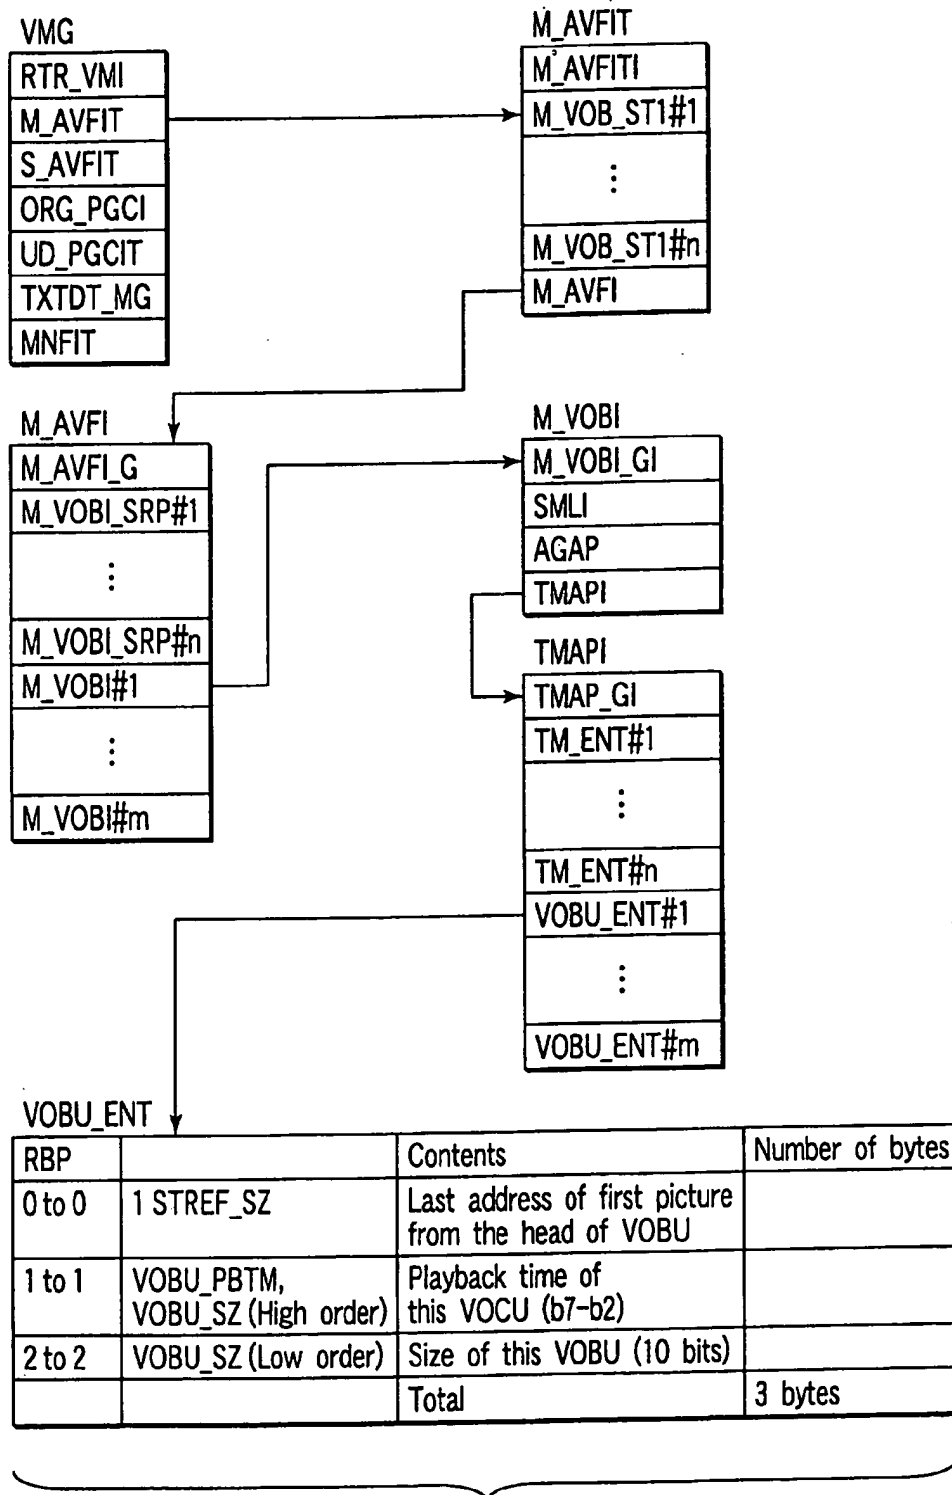 VMG
RTR_VMI
M_AVFIT
S_AVFIT
ORG_PGCI
UD_PGCIT
TXTDT_MG
MNFIT
M_AVFIT
M_AVFITI
M_VOB_ST1#1
⋮
M_VOB_ST1#n
M_AVFI
M_AVFI
M_AVFI_G
M_VOBI_SRP#1
⋮
M_VOBI_SRP#n
M_VOBI#1
⋮
M_VOBI#m
M_VOBI
M_VOBI_GI
SMLI
AGAP
TMAPI
TMAPI
TMAP_GI
TM_ENT#1
⋮
TM_ENT#n
VOBU_ENT#1
⋮
VOBU_ENT#m
VOBU_ENT
RBP Contents Number of bytes
0 to 0 1 STREF_SZ Last address of first picture
from the head of VOBU
1 to 1 VOBU_PBTM, Playback time of
VOBU_SZ (High order) this VOCU (b7-b2)
2 to 2 VOBU_SZ (Low order) Size of this VOBU (10 bits)
Total 3 bytes